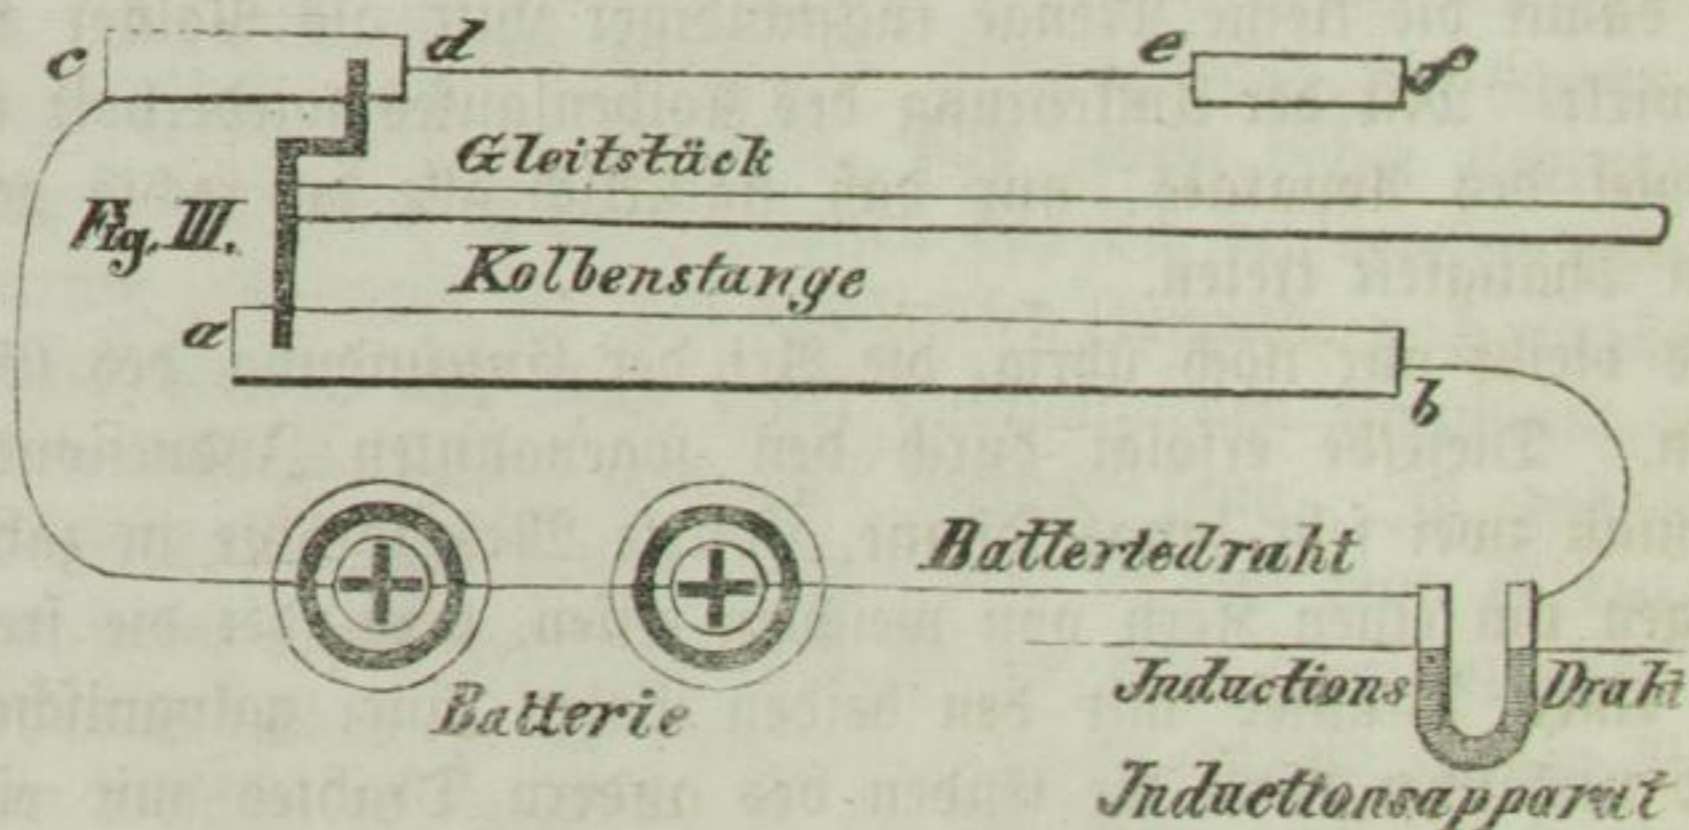 c d e f
Gleitstück
Fig. III.
Kolbenstange
a
b
Batteriedraht
Inductions Draht
Batterie
Inductionsapparat